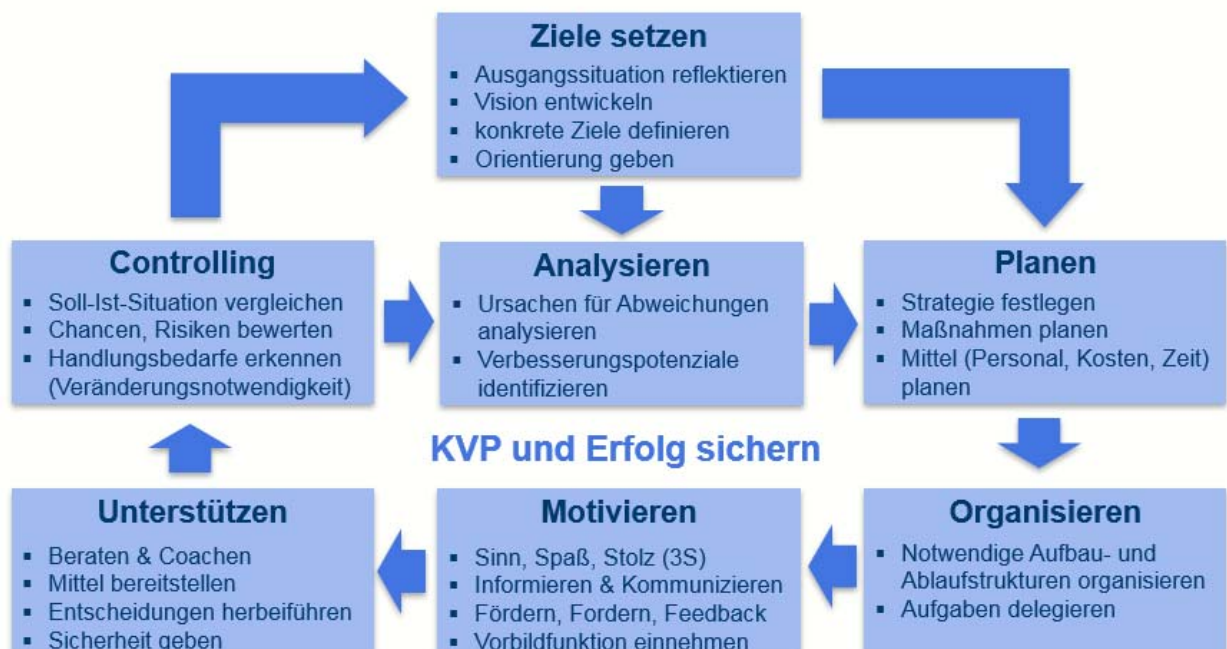 Ziele setzen
▪ Ausgangssituation reflektieren
▪ Vision entwickeln
▪ konkrete Ziele definieren
▪ Orientierung geben
Controlling
▪ Soll-Ist-Situation vergleichen
▪ Chancen, Risiken bewerten
▪ Handlungsbedarfe erkennen
(Veränderungsnotwendigkeit)
Analysieren
▪ Ursachen für Abweichungen
analysieren
▪ Verbesserungspotenziale
identifizieren
Planen
▪ Strategie festlegen
▪ Maßnahmen planen
▪ Mittel (Personal, Kosten, Zeit)
planen
KVP und Erfolg sichern
Unterstützen
▪ Beraten & Coachen
▪ Mittel bereitstellen
▪ Entscheidungen herbeiführen
▪ Sicherheit geben
Motivieren
▪ Sinn, Spaß, Stolz (3S)
▪ Informieren & Kommunizieren
▪ Fördern, Fordern, Feedback
▪ Vorbildfunktion einnehmen
Organisieren
▪ Notwendige Aufbau- und
Ablaufstrukturen organisieren
▪ Aufgaben delegieren